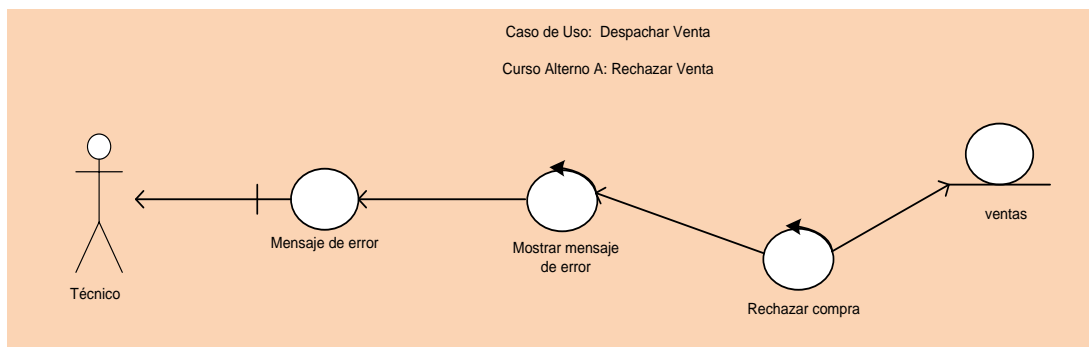 Caso de Uso: Despachar Venta
Curso Alterno A: Rechazar Venta
ventas
Mensaje de error
Mostrar mensaje
de error
Técnico
Rechazar compra